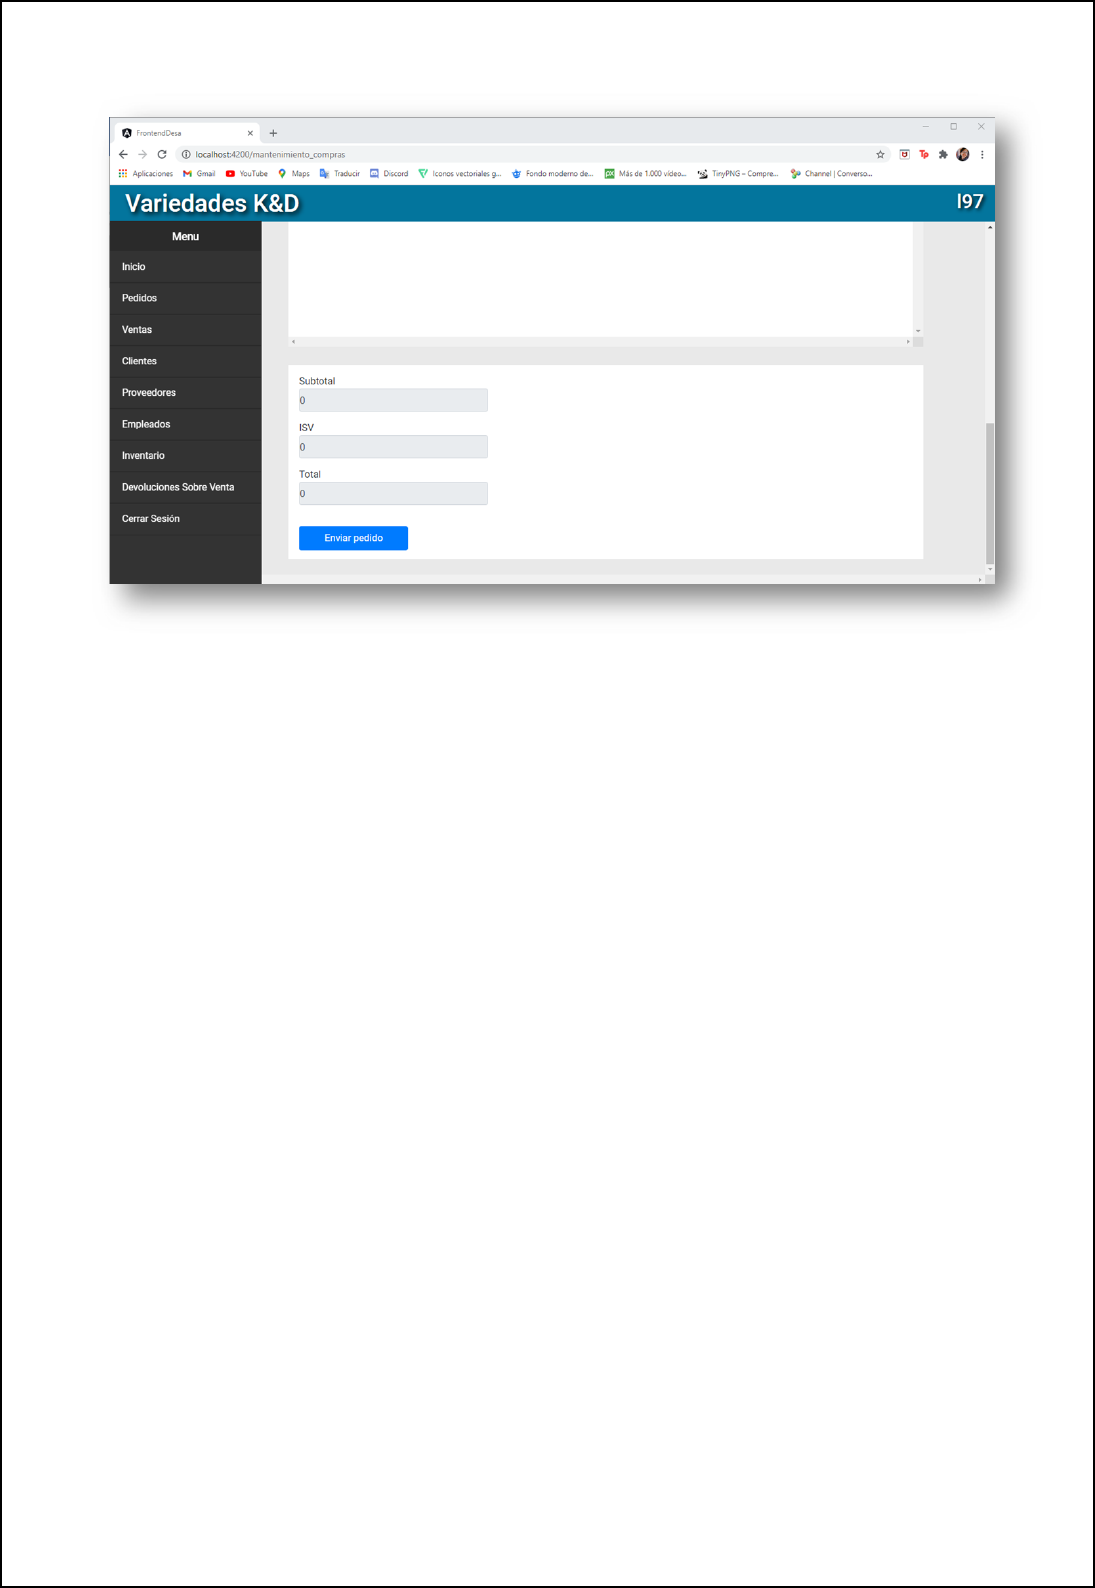 FrontendDesa
localhost:4200/mantenimiento_compras
Aplicaciones Gmail YouTube Maps Traducir Discord Iconos vectoriales g... Fondo moderno de... Más de 1.000 vídeo... TinyPNG – Compre... Channel | Converso...
Variedades K&D
l97
Menu
Inicio
Pedidos
Ventas
Clientes
Proveedores
Empleados
Inventario
Devoluciones Sobre Venta
Cerrar Sesión
Subtotal
0
ISV
0
Total
0
Enviar pedido